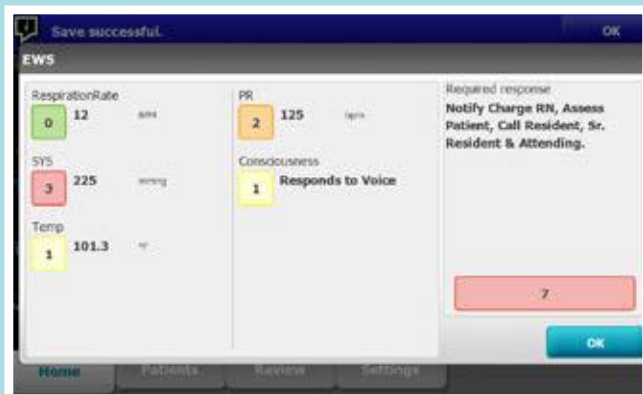 Save successful.
OK
EWS
RespirationRate
0
12
SYS
3
225
mmHg
Temp
1
101.3
°F
PR
2
125
bpm
Consciousness
1
Responds to Voice
Required response
Notify Charge RN, Assess
Patient, Call Resident, Sr.
Resident & Attending.
7
OK
Home
Patients
Review
Settings